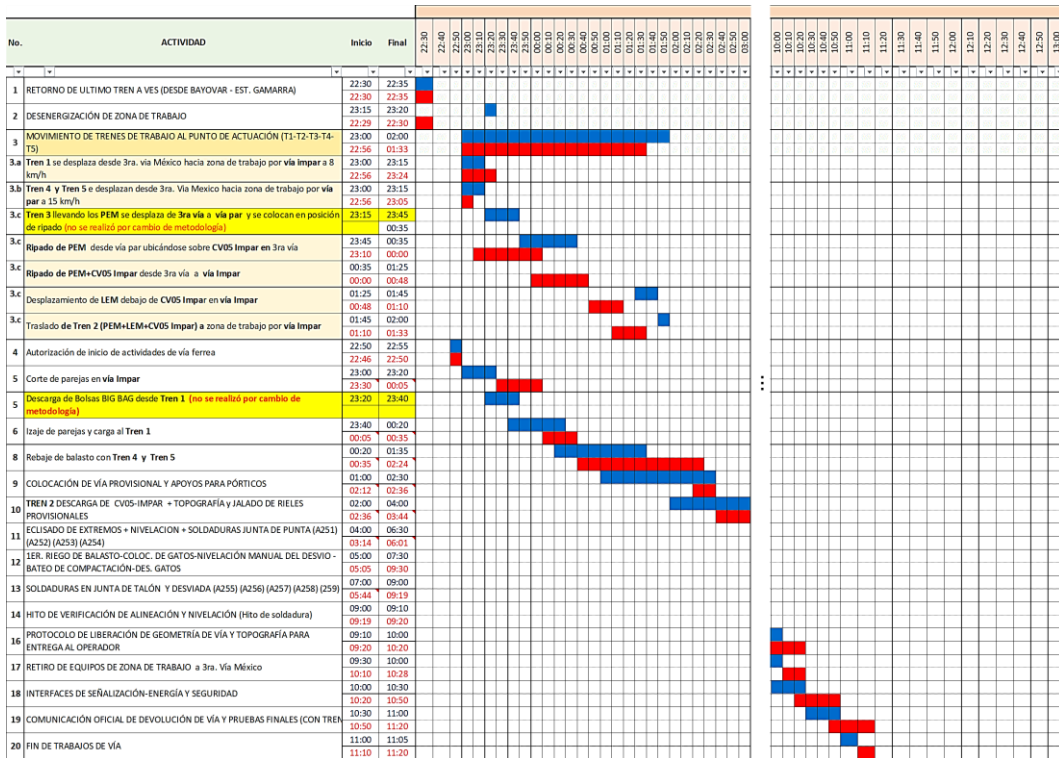 No. ACTIVIDAD Inicio Final 22:30 22:40 22:50 23:00 23:10 23:20 23:30 23:40 23:50 00:00 00:10 00:20 00:30 00:40 00:50 01:00 01:10 01:20 01:30 01:40 01:50 02:00 02:10 02:20 02:30 02:40 02:50 03:00 10:00 10:10 10:20 10:30 10:40 10:50 11:00 11:10 11:20 11:30 11:40 11:50 12:00 12:10 12:20 12:30 12:40 12:50 13:00
1 RETORNO DE ULTIMO TREN A VES (DESDE BAYOVAR - EST. GAMARRA) 22:30 22:35
22:30 22:35
2 DESENERGIZACIÓN DE ZONA DE TRABAJO 23:15 23:20
22:29 22:30
3 MOVIMIENTO DE TRENES DE TRABAJO AL PUNTO DE ACTUACIÓN (T1-T2-T3-T4- 23:00 02:00
T5) 22:56 01:33
3.a Tren 1 se desplaza desde 3ra. via México hacia zona de trabajo por vía impar a 8 23:00 23:15
km/h 22:56 23:24
3.b Tren 4 y Tren 5 e desplazan desde 3ra. Via Mexico hacia zona de trabajo por vía 23:00 23:15
par a 15 km/h 22:56 23:05
3.c Tren 3 llevando los PEM se desplaza de 3ra vía a vía par y se colocan en posición 23:15 23:45
de ripado (no se realizó por cambio de metodología) 00:35
3.c Ripado de PEM desde vía par ubicándose sobre CV05 Impar en 3ra vía 23:45 00:35
23:10 00:00
3.c Ripado de PEM+CV05 Impar desde 3ra vía a vía Impar 00:35 01:25
00:00 00:48
3.c Desplazamiento de LEM debajo de CV05 Impar en vía Impar 01:25 01:45
00:48 01:10
3.c Traslado de Tren 2 (PEM+LEM+CV05 Impar) a zona de trabajo por vía Impar 01:45 02:00
01:10 01:33
4 Autorización de inicio de actividades de vía ferrea 22:50 22:55
22:46 22:50
5 Corte de parejas en vía Impar 23:00 23:20
23:30 00:05
5 Descarga de Bolsas BIG BAG desde Tren 1 (no se realizó por cambio de 23:20 23:40
metodología)
6 Izaje de parejas y carga al Tren 1 23:40 00:20
00:05 00:35
8 Rebaje de balasto con Tren 4 y Tren 5 00:20 01:35
00:35 02:24
9 COLOCACIÓN DE VÍA PROVISIONAL Y APOYOS PARA PÓRTICOS 01:00 02:30
02:12 02:36
10 TREN 2 DESCARGA DE CV05-IMPAR + TOPOGRAFÍA y JALADO DE RIELES 02:00 04:00
PROVISIONALES 02:36 03:44
11 ECLISADO DE EXTREMOS + NIVELACION + SOLDADURAS JUNTA DE PUNTA (A251) 04:00 06:30
(A252) (A253) (A254) 03:14 06:01
12 1ER. RIEGO DE BALASTO-COLOC. DE GATOS-NIVELACIÓN MANUAL DEL DESVIO - 05:00 07:30
BATEO DE COMPACTACIÓN-DES. GATOS 05:05 09:30
13 SOLDADURAS EN JUNTA DE TALÓN Y DESVIADA (A255) (A256) (A257) (A258) (259) 07:00 09:00
05:44 09:19
14 HITO DE VERIFICACIÓN DE ALINEACIÓN Y NIVELACIÓN (Hito de soldadura) 09:00 09:10
09:19 09:20
16 PROTOCOLO DE LIBERACIÓN DE GEOMETRÍA DE VÍA Y TOPOGRAFÍA PARA 09:10 10:00
ENTREGA AL OPERADOR 09:20 10:20
17 RETIRO DE EQUIPOS DE ZONA DE TRABAJO a 3ra. Vía México 09:30 10:00
10:10 10:28
18 INTERFACES DE SEÑALIZACIÓN-ENERGÍA Y SEGURIDAD 10:00 10:30
10:20 10:50
19 COMUNICACIÓN OFICIAL DE DEVOLUCIÓN DE VÍA Y PRUEBAS FINALES (CON TREN 10:30 11:00
10:50 11:20
20 FIN DE TRABAJOS DE VÍA 11:00 11:05
11:10 11:20